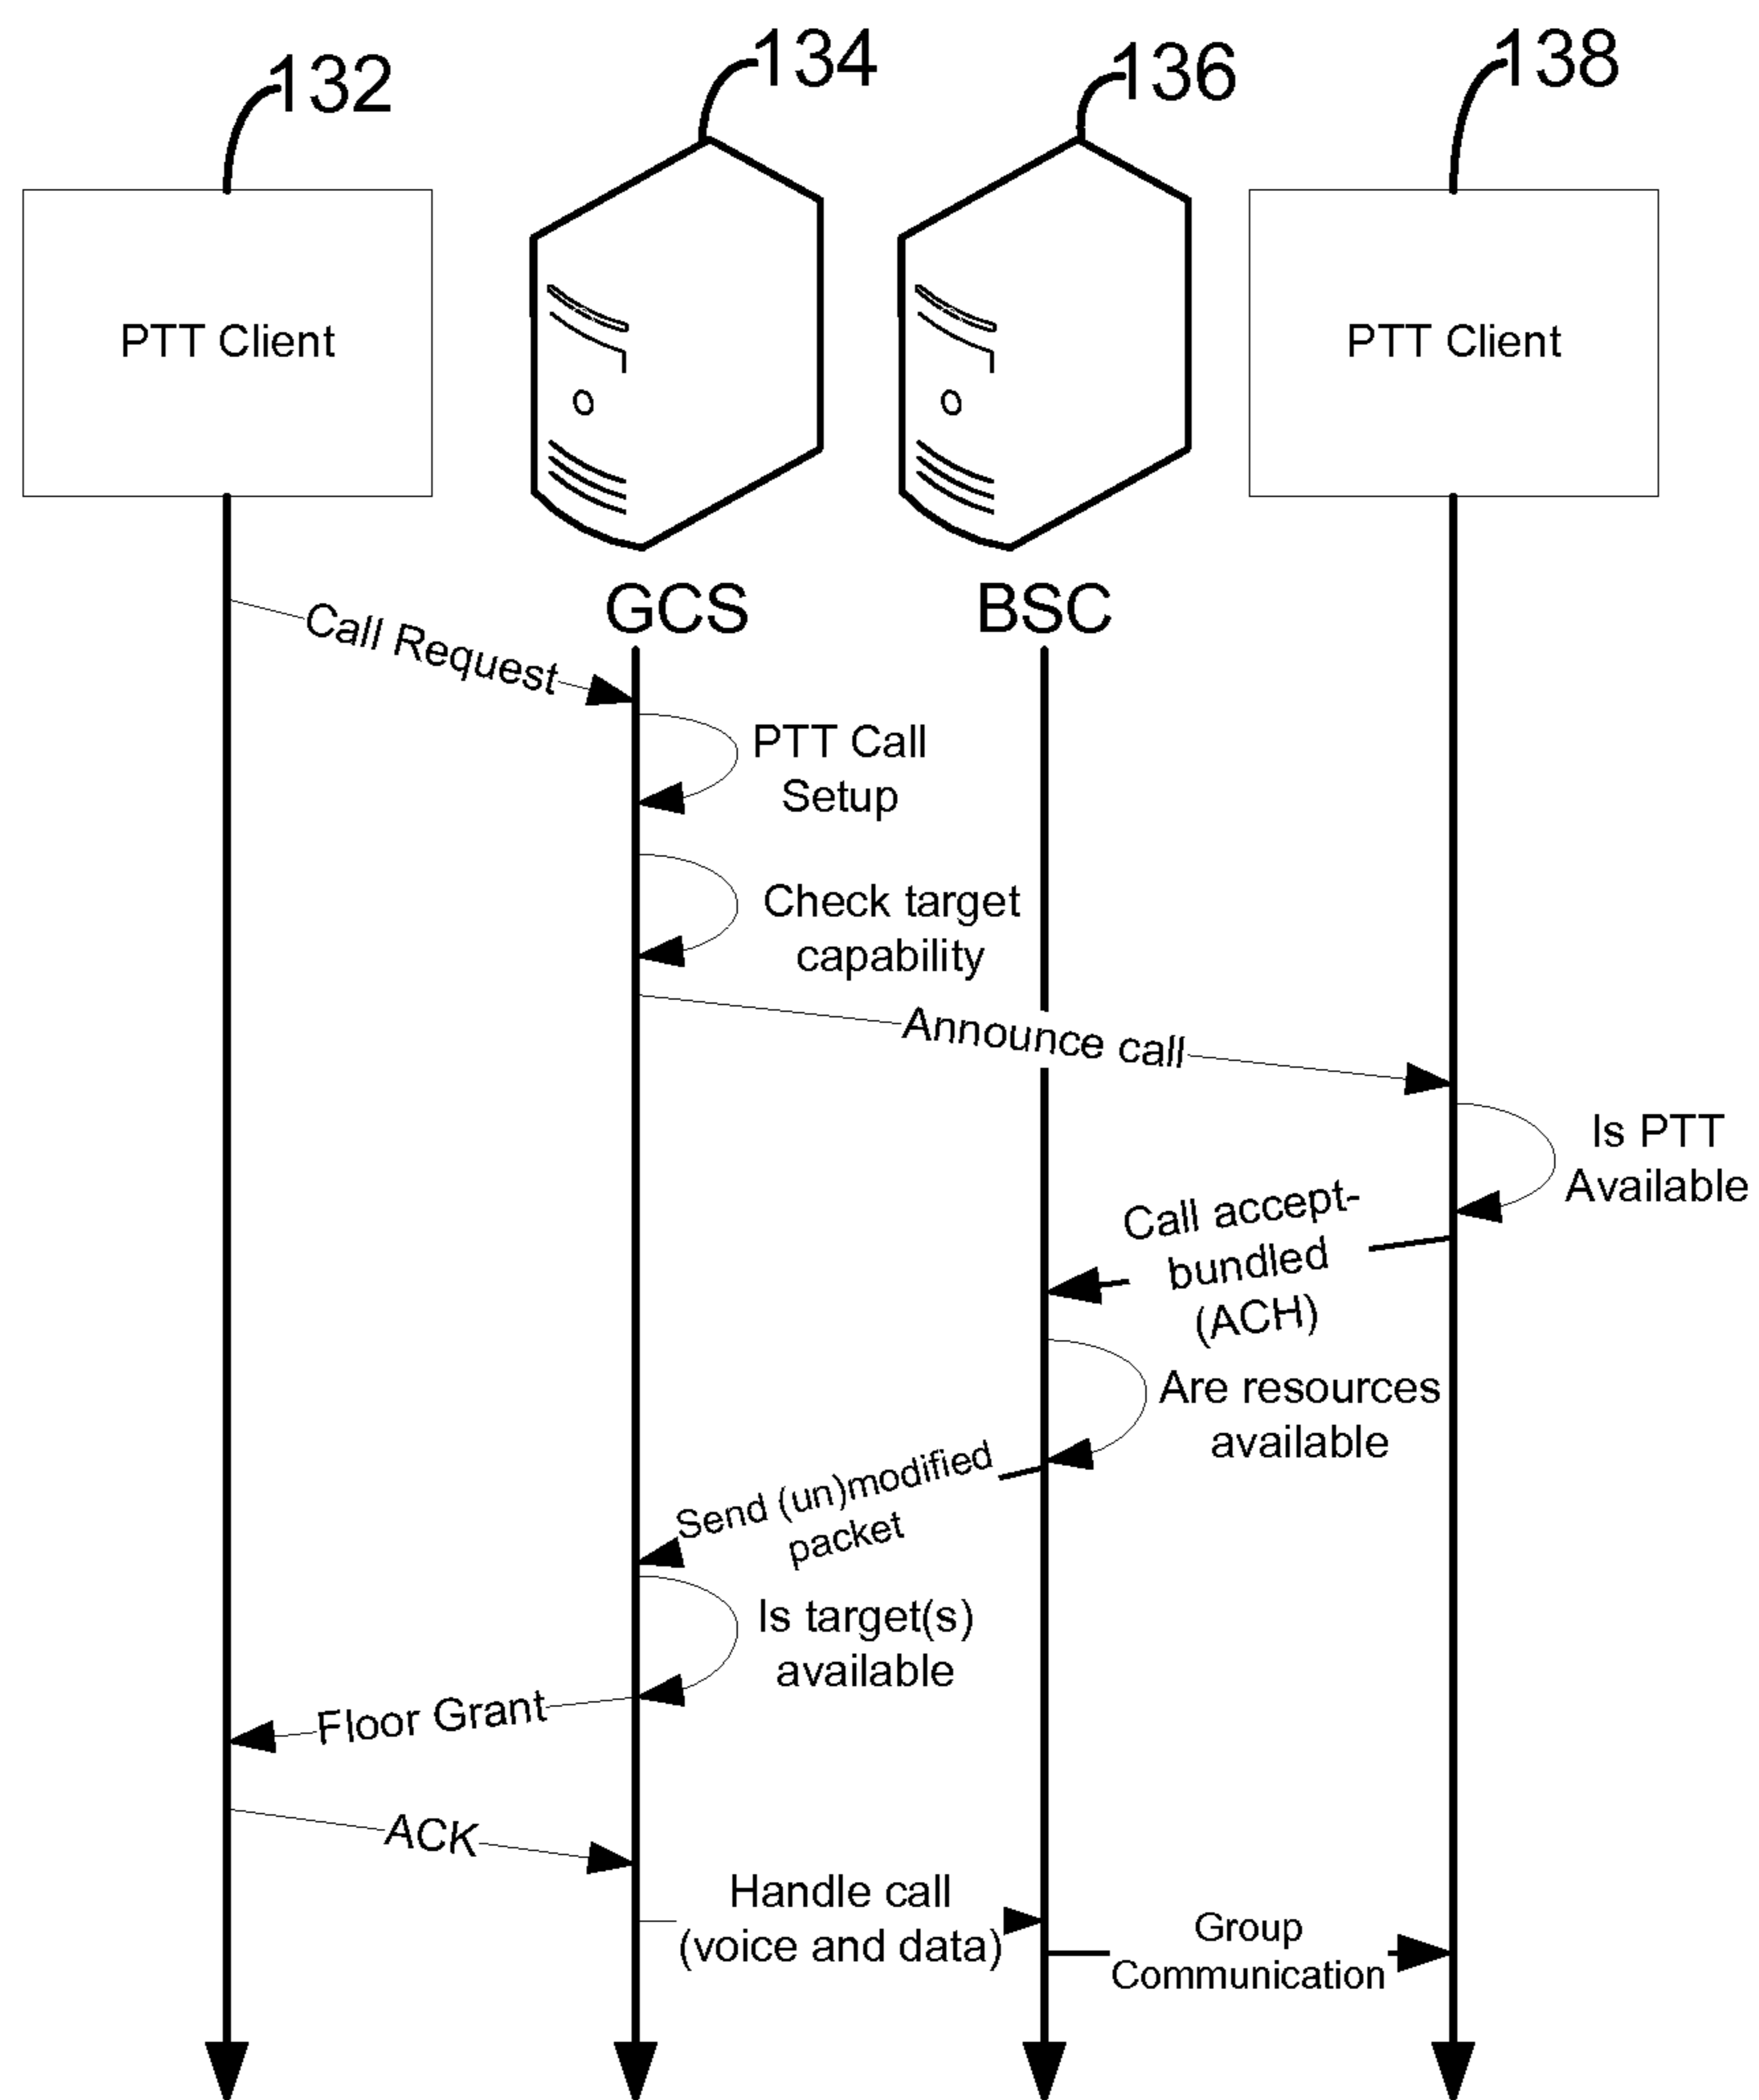 132
134
136
138
PTT Client
PTT Client
GCS
BSC
Call Request
PTT Call
Setup
Check target
capability
Announce call
Is PTT
Available
Call accept-
bundled
(ACH)
Are resources
available
Send (un)modified
packet
Is target(s)
available
Floor Grant
ACK
Handle call
(voice and data)
Group
Communication